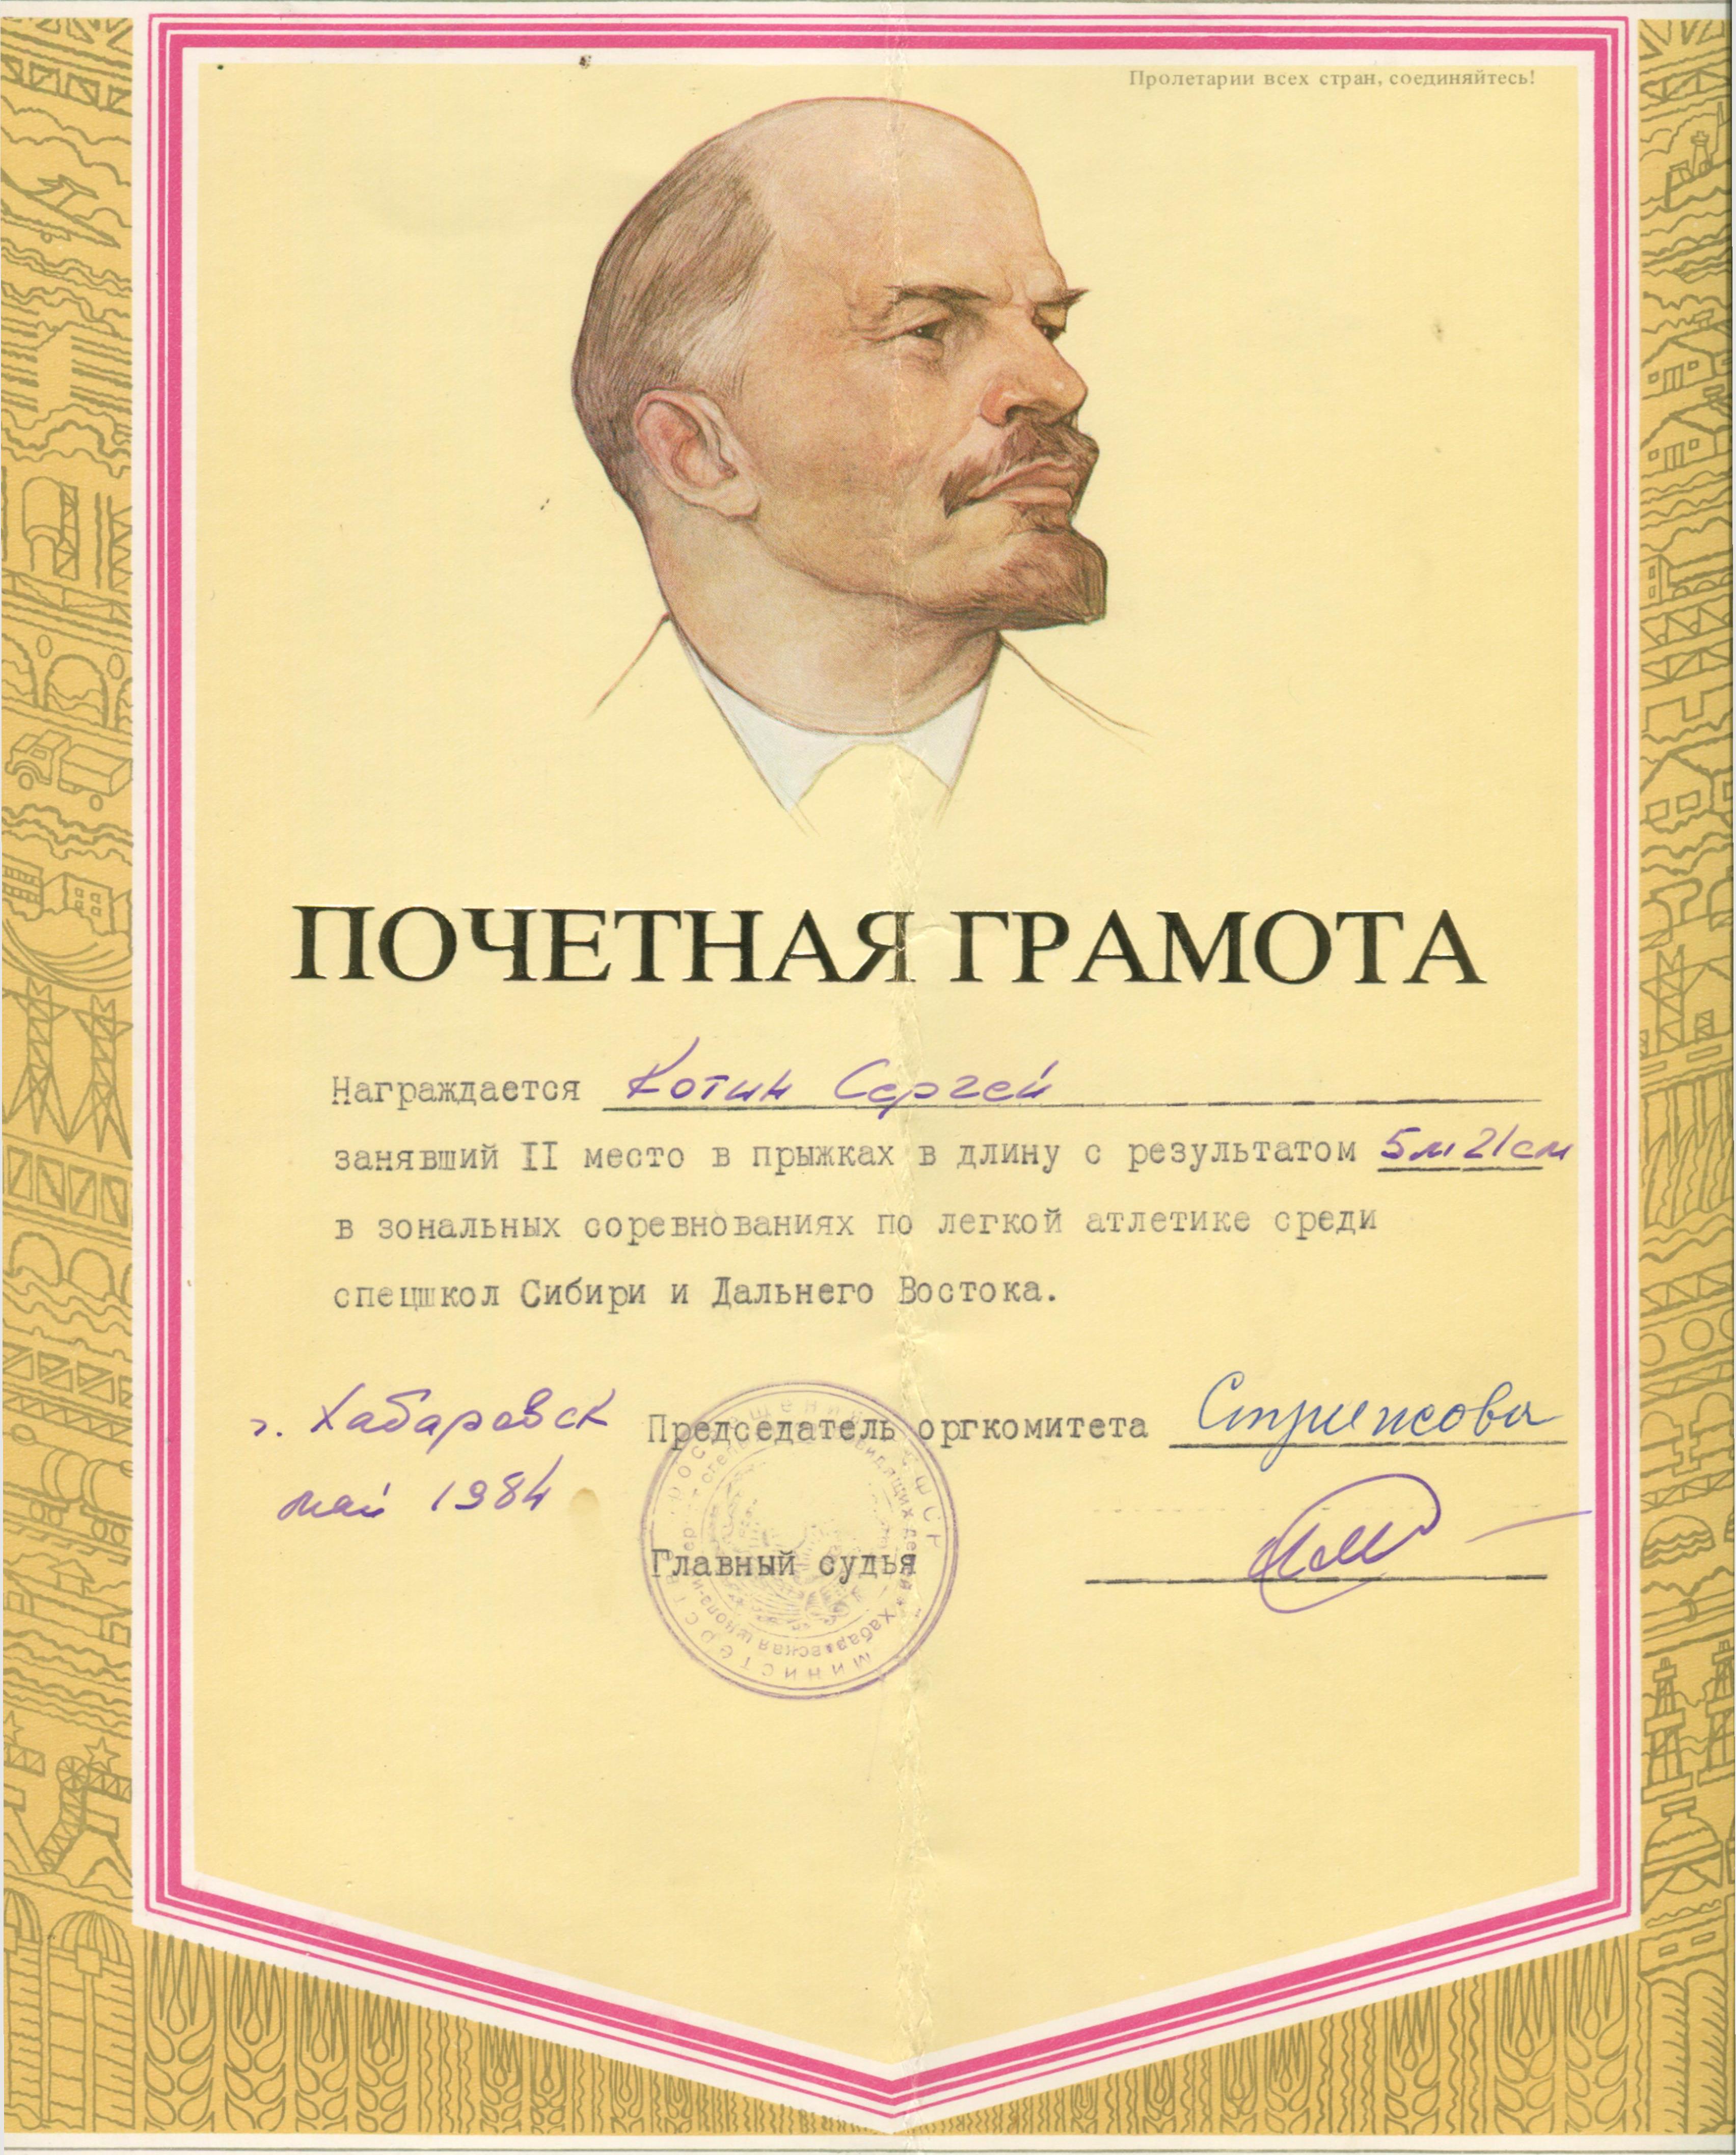 Пролетарии всех стран, соединяйтесь!
ПОЧЕТНАЯ ГРАМОТА
Награждается Котин Сергей
занявший II место в прыжках в длину с результатом 5м 21см
в зональных соревнованиях по легкой атлетике среди
спецшкол Сибири и Дальнего Востока.
г. Хабаровск Председатель оргкомитета
май 1984
Главный судья